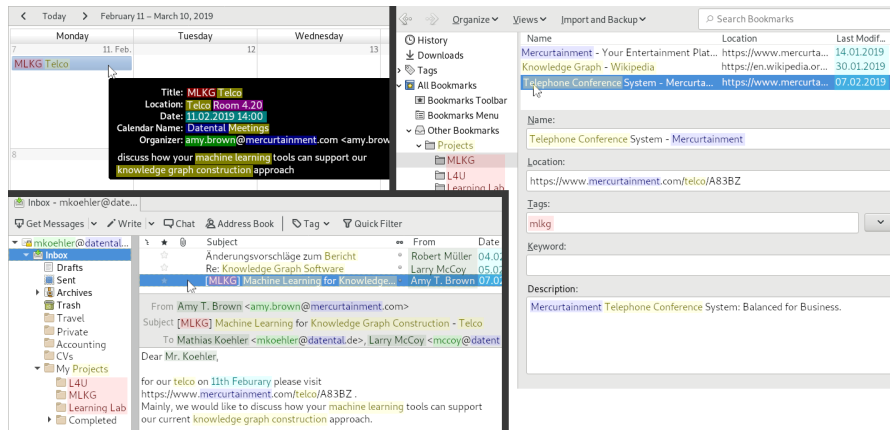 Today February 11 – March 10, 2019
Monday Tuesday Wednesday
7 11. Feb. 12 13
MLKG Telco
Title: MLKG Telco
Location: Telco Room 4.20
Date: 11.02.2019 14:00
Calendar Name: Datental Meetings
Organizer: amy.brown@mercurtainment.com <amy.brow
discuss how your machine learning tools can support our
knowledge graph construction approach
8
Organize Views Import and Backup Search Bookmarks
History
Downloads
Tags
All Bookmarks
Bookmarks Toolbar
Bookmarks Menu
Other Bookmarks
Projects
MLKG
L4U
Learning Lab
Name Location Last Modif...
Mercurtainment - Your Entertainment Plat... https://www.mercurta... 14.01.2019
Knowledge Graph - Wikipedia https://en.wikipedia.or... 30.01.2019
Telephone Conference System - Mercurta... https://www.mercurta... 07.02.2019
Name:
Telephone Conference System - Mercurtainment
Location:
https://www.mercurtainment.com/telco/A83BZ
Tags:
mlkg
Keyword:
Description:
Mercurtainment Telephone Conference System: Balanced for Business.
Inbox - mkoehler@date...
Get Messages Write Chat Address Book Tag Quick Filter
mkoehler@datental...
Inbox
Drafts
Sent
Archives
Trash
Travel
Private
Accounting
CVs
My Projects
L4U
MLKG
Learning Lab
Completed
Subject From Date
Änderungsvorschläge zum Bericht Robert Müller 04.02
Re: Knowledge Graph Software Larry McCoy 05.02
[MLKG] Machine Learning for Knowledge... Amy T. Brown 07.02
From Amy T. Brown <amy.brown@mercurtainment.com>
Subject [MLKG] Machine Learning for Knowledge Graph Construction - Telco
To Mathias Koehler <mkoehler@datental.de>, Larry McCoy <mccoy@datent
Dear Mr. Koehler,
for our telco on 11th Feburary please visit
https://www.mercurtainment.com/telco/A83BZ .
Mainly, we would like to discuss how your machine learning tools can support
our current knowledge graph construction approach.